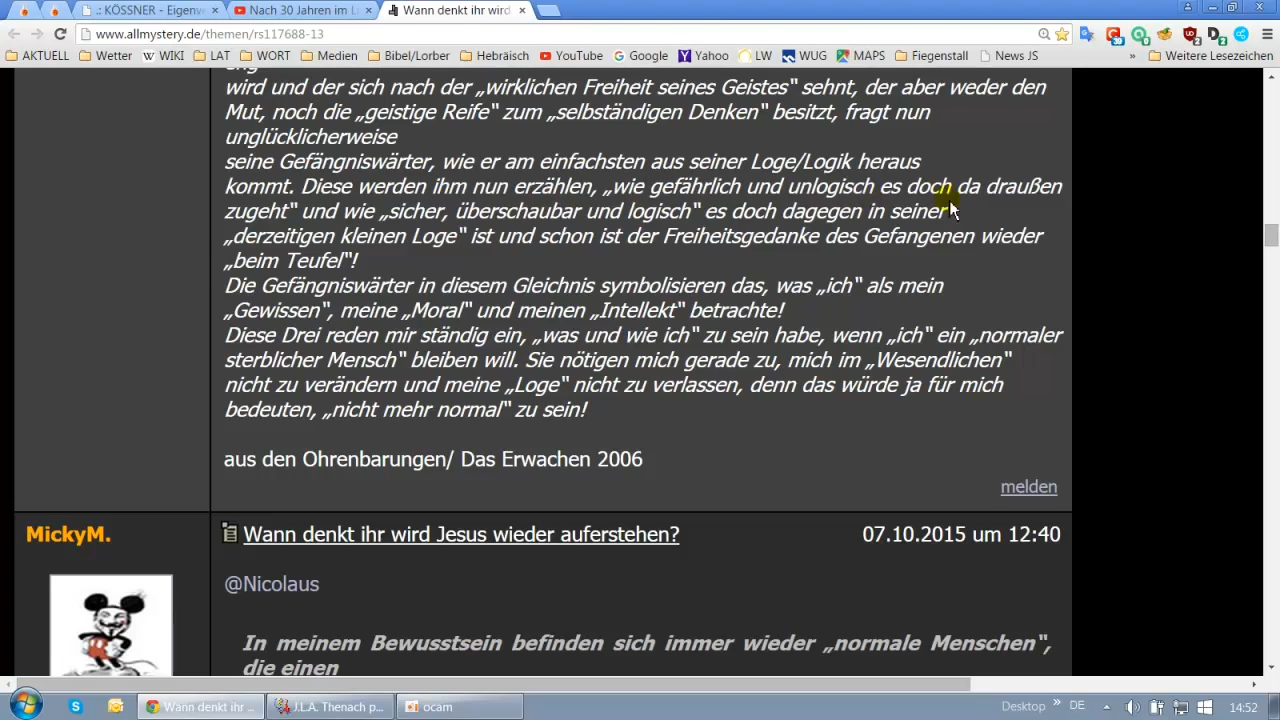 .: KÖSSNER - Eigenve
Nach 30 Jahren im L
Wann denkt ihr wird
www.allmystery.de/themen/rs117688-13
AKTUELL Wetter WIKI LAT WORT Medien Bibel/Lorber Hebräisch YouTube Google Yahoo LW WUG MAPS Fiegenstall News JS » Weitere Lesezeichen
wird und der sich nach der „wirklichen Freiheit seines Geistes" sehnt, der aber weder den
Mut, noch die „geistige Reife" zum „selbständigen Denken" besitzt, fragt nun
unglücklicherweise
seine Gefängniswärter, wie er am einfachsten aus seiner Loge/Logik heraus
kommt. Diese werden ihm nun erzählen, „wie gefährlich und unlogisch es doch da draußen
zugeht" und wie „sicher, überschaubar und logisch" es doch dagegen in seiner
„derzeitigen kleinen Loge" ist und schon ist der Freiheitsgedanke des Gefangenen wieder
„beim Teufel"!
Die Gefängniswärter in diesem Gleichnis symbolisieren das, was „ich" als mein
„Gewissen", meine „Moral" und meinen „Intellekt" betrachte!
Diese Drei reden mir ständig ein, „was und wie ich" zu sein habe, wenn „ich" ein „normaler
sterblicher Mensch" bleiben will. Sie nötigen mich gerade zu, mich im „Wesendlichen"
nicht zu verändern und meine „Loge" nicht zu verlassen, denn das würde ja für mich
bedeuten, „nicht mehr normal" zu sein!
aus den Ohrenbarungen/ Das Erwachen 2006
melden
MickyM.
Wann denkt ihr wird Jesus wieder auferstehen? 07.10.2015 um 12:40
@Nicolaus
In meinem Bewusstsein befinden sich immer wieder „normale Menschen",
die einen
Wann denkt ihr wird ... J.L.A. Thenach p... ocam Desktop » DE 14:52